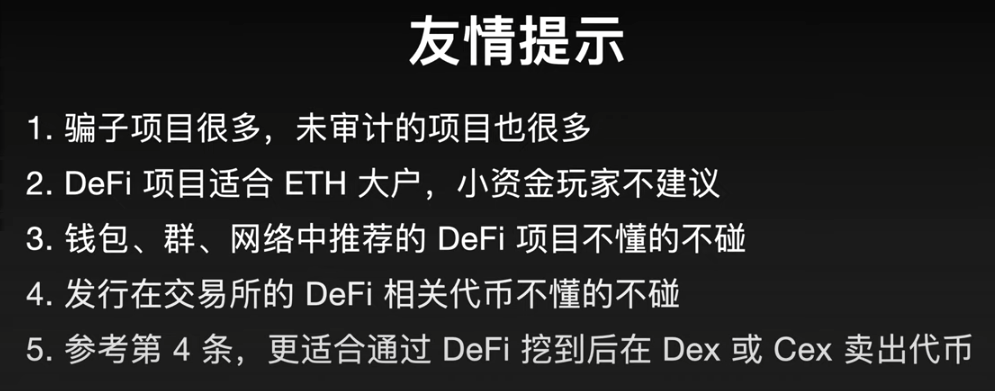 友情提示
1. 骗子项目很多，未审计的项目也很多
2. DeFi 项目适合 ETH 大户，小资金玩家不建议
3. 钱包、群、网络中推荐的 DeFi 项目不懂的不碰
4. 发行在交易所的 DeFi 相关代币不懂的不碰
5. 参考第 4 条，更适合通过 DeFi 挖到后在 Dex 或 Cex 卖出代币